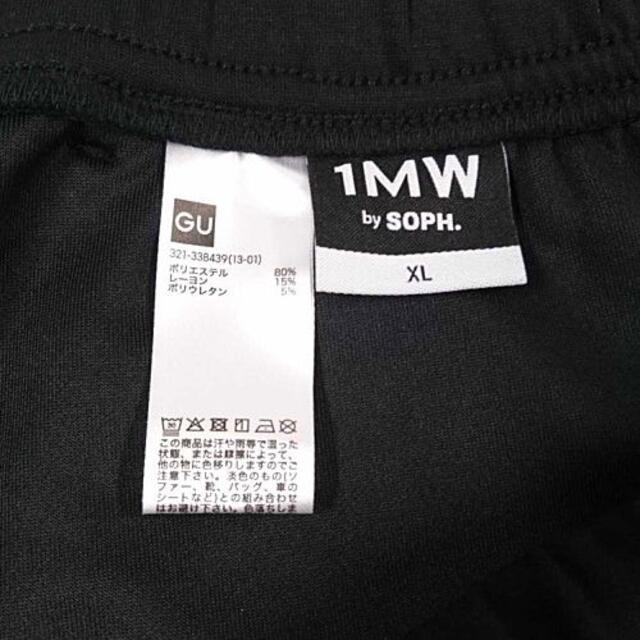 GU
321-338439(13-01)
ポリエステル 80%
レーヨン 15%
ポリウレタン 5%
この商品は汗や雨等で湿った
状態、または摩擦によって、
他の物に色移りしますのでご
注意下さい。淡色のもの(ソ
ファー、靴、バッグ、車の
シートなど)との組み合わせ
はお避け下さい。色落ちしま
1MW
by SOPH.
XL